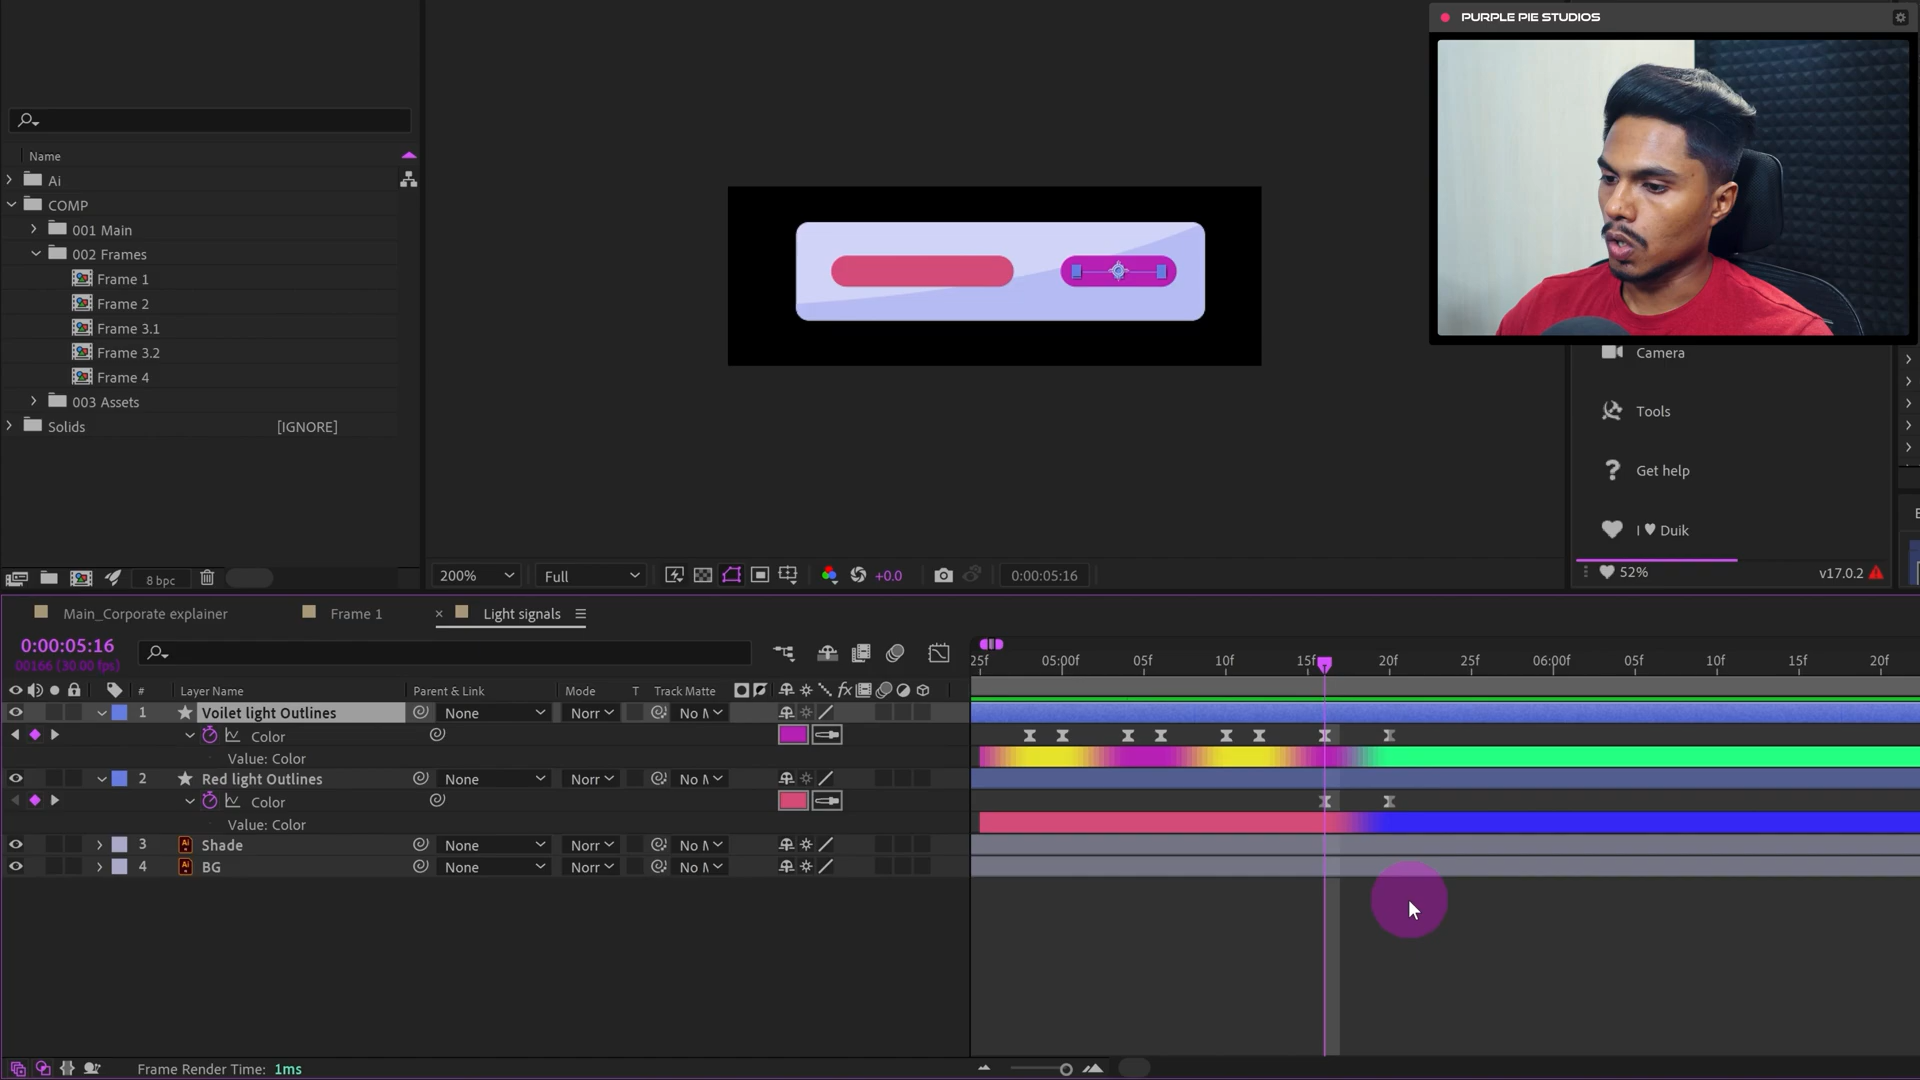 PURPLE PIE STUDIOS
Name
Ai
COMP
001 Main
002 Frames
Frame 1
Frame 2
Frame 3.1
Frame 3.2
Frame 4
003 Assets
Solids [IGNORE]
Camera
Tools
Get help
I ♥ Duik
52% v17.0.2
8 bpc
200% Full +0.0 0:00:05:16
Main_Corporate explainer Frame 1 × Light signals
0:00:05:16
00166 (30.00 fps)
25f 05:00f 05f 10f 15f 20f 25f 06:00f 05f 10f 15f 20f
# Layer Name Parent & Link Mode T Track Matte fx
1 Voilet light Outlines None Norr No M
Color
Value: Color
2 Red light Outlines None Norr No M
Color
Value: Color
3 Ai Shade None Norr No M
4 Ai BG None Norr No M
Frame Render Time: 1ms